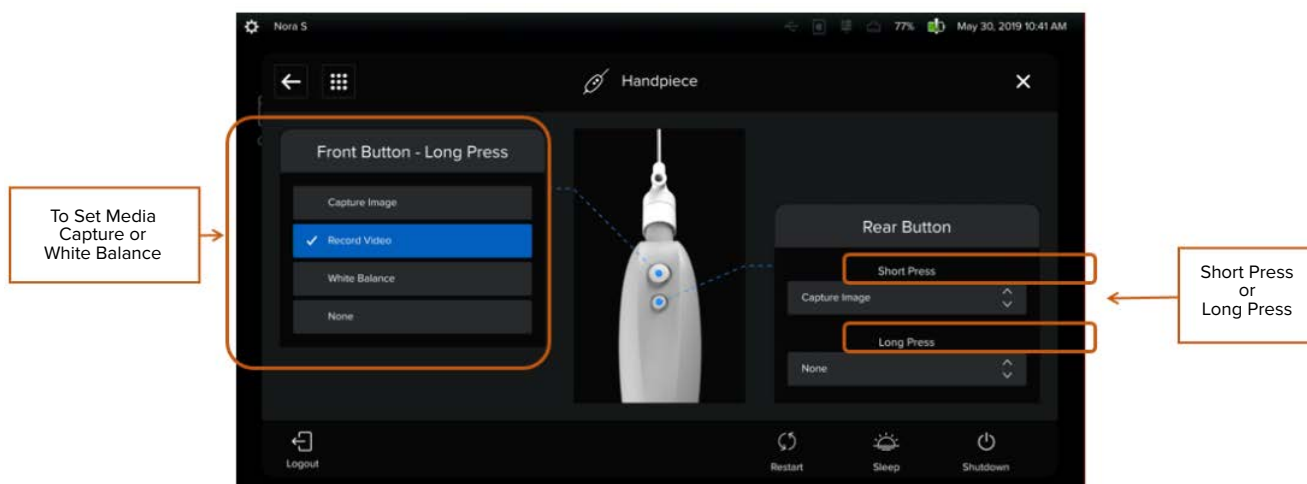 Nora S
77%
May 30, 2019 10:41 AM
Handpiece
Front Button - Long Press
Capture Image
Record Video
White Balance
None
To Set Media
Capture or
White Balance
Rear Button
Short Press
Capture Image
Long Press
None
Short Press
or
Long Press
Logout
Restart
Sleep
Shutdown